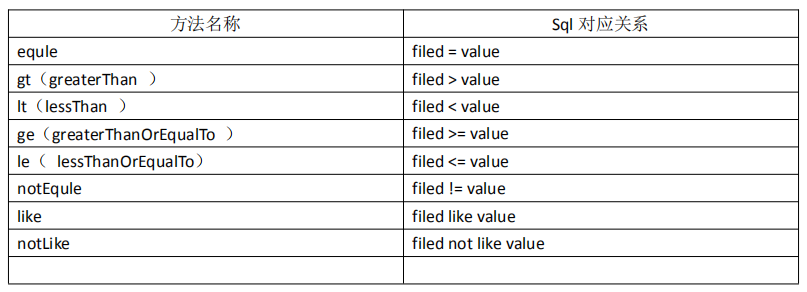 方法名称 Sql 对应关系
equle filed = value
gt（greaterThan ） filed > value
lt（lessThan ） filed < value
ge（greaterThanOrEqualTo ） filed >= value
le（ lessThanOrEqualTo） filed <= value
notEqule filed != value
like filed like value
notLike filed not like value